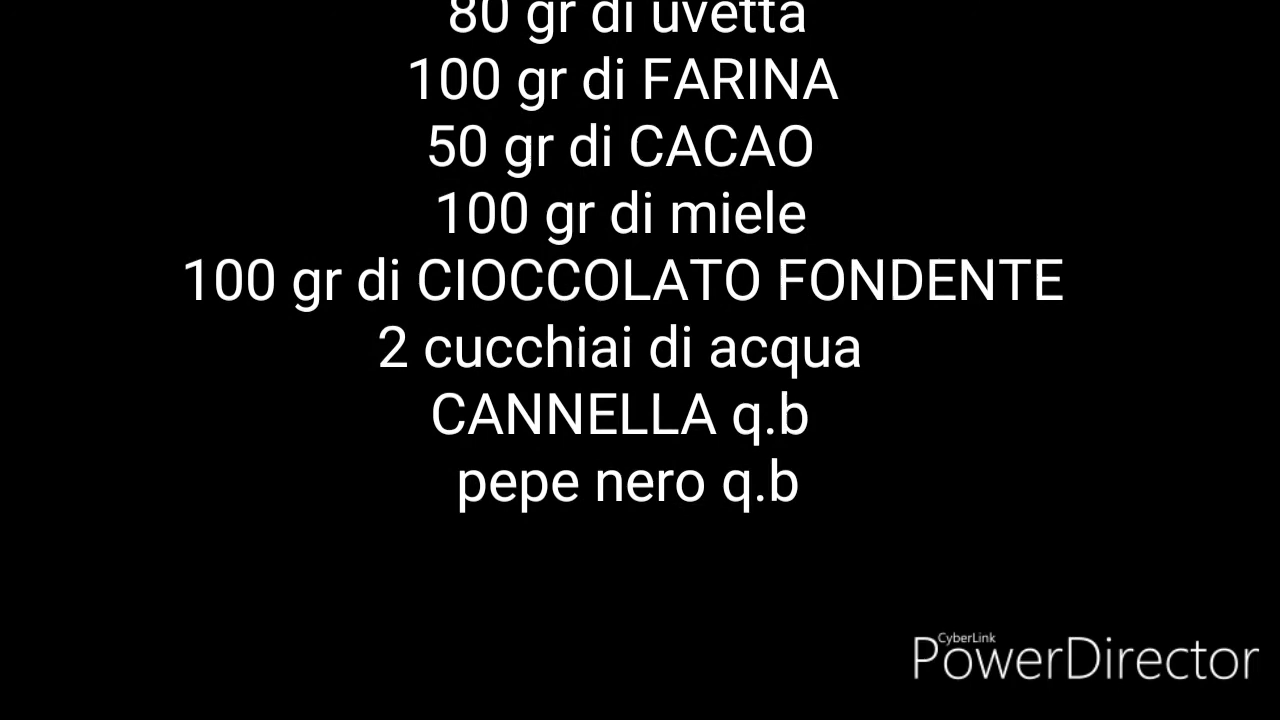 80 gr di uvetta
100 gr di FARINA
50 gr di CACAO
100 gr di miele
100 gr di CIOCCOLATO FONDENTE
2 cucchiai di acqua
CANNELLA q.b
pepe nero q.b
CyberLink
PowerDirector